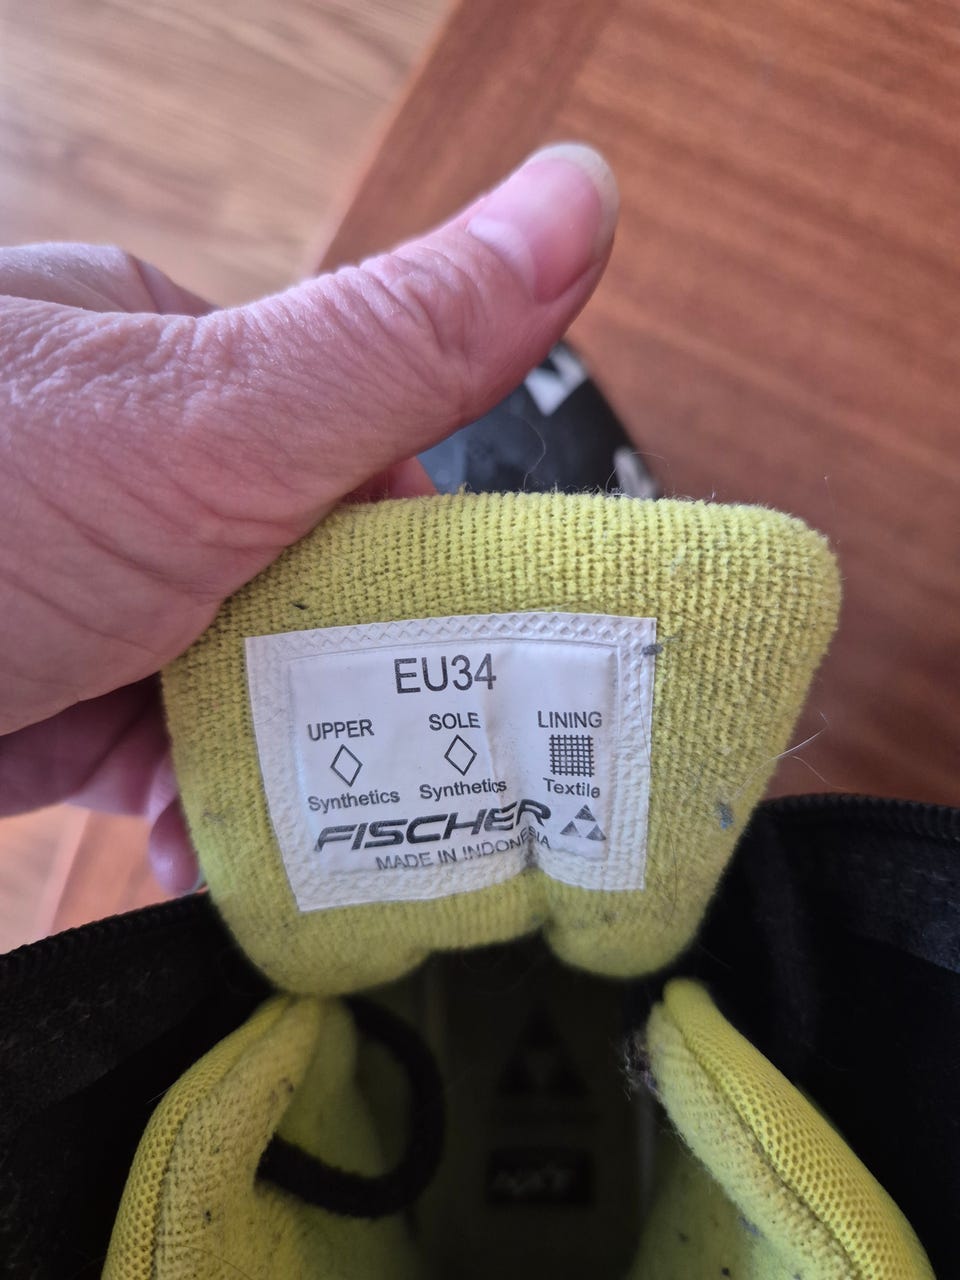 EU34
UPPER SOLE LINING
Synthetics Synthetics Textile
FISCHER
MADE IN INDONESIA